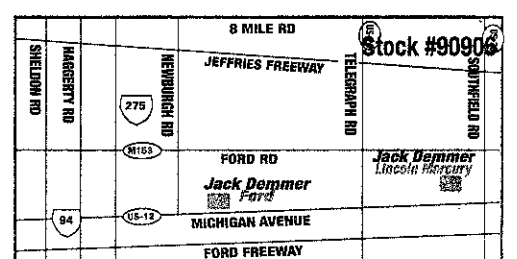 8 MILE RD
US
Stock #90906
SHELDON RD
HAGGERTY RD
NEWBURGH RD
JEFFRIES FREEWAY
TELEGRAPH RD
SOUTHFIELD RD
275
M153
FORD RD
Jack Demmer
Lincoln Mercury
Jack Demmer
Ford
94
US-12
MICHIGAN AVENUE
FORD FREEWAY